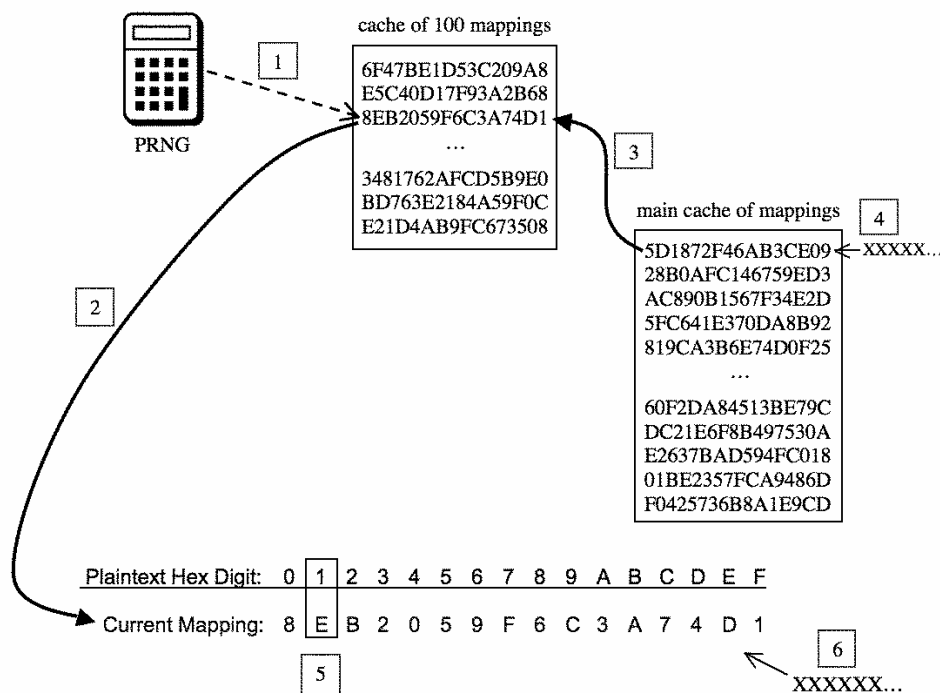 cache of 100 mappings
1
6F47BE1D53C209A8
E5C40D17F93A2B68
8EB2059F6C3A74D1
...
3481762AFCD5B9E0
BD763E2184A59F0C
E21D4AB9FC673508
PRNG
3
main cache of mappings
4
5D1872F46AB3CE09
XXXXX...
28B0AFC146759ED3
AC890B1567F34E2D
5FC641E370DA8B92
819CA3B6E74D0F25
...
60F2DA84513BE79C
DC21E6F8B497530A
E2637BAD594FC018
01BE2357FCA9486D
F0425736B8A1E9CD
2
Plaintext Hex Digit: 0 1 2 3 4 5 6 7 8 9 A B C D E F
Current Mapping: 8 E B 2 0 5 9 F 6 C 3 A 7 4 D 1
5
6
XXXXXX...